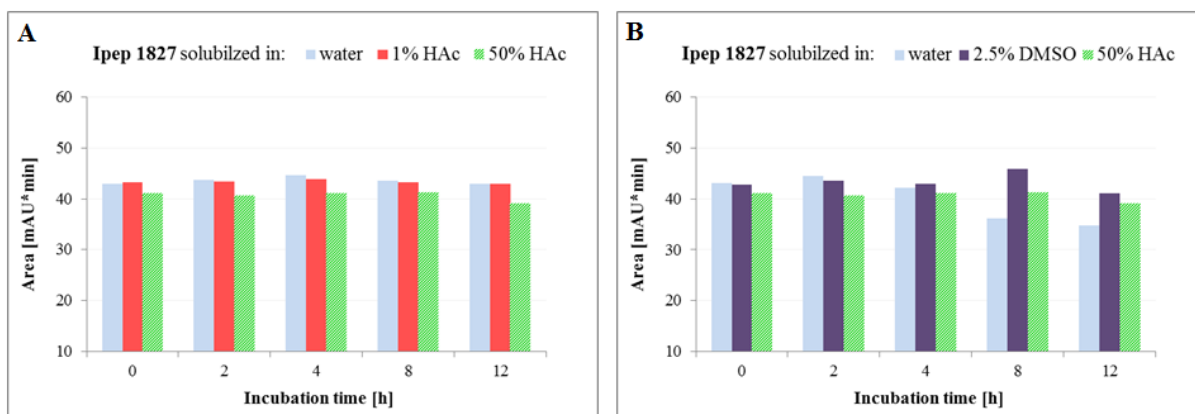 A
Ipep 1827 solubilzed in: water 1% HAc 50% HAc
60
50
40
30
20
10
Area [mAU*min]
0 2 4 8 12
Incubation time [h]
B
Ipep 1827 solubilzed in: water 2.5% DMSO 50% HAc
60
50
40
30
20
10
Area [mAU*min]
0 2 4 8 12
Incubation time [h]